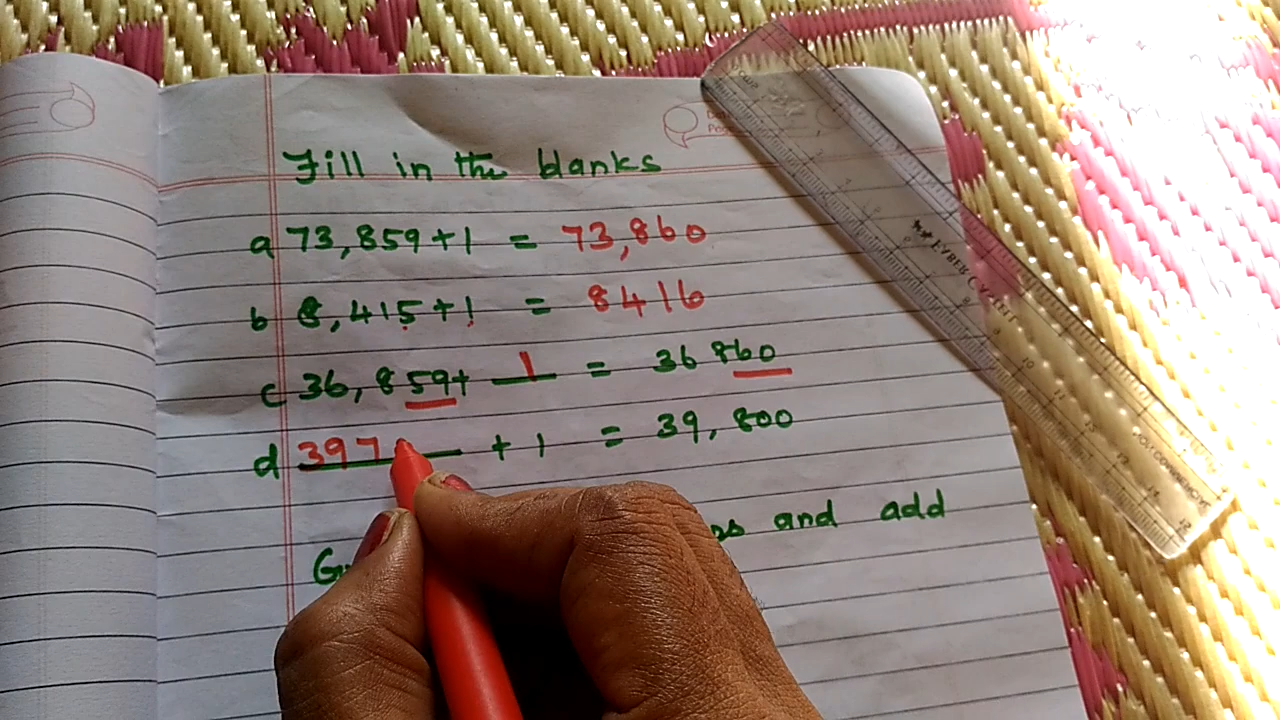 Fill in the blanks
a 73,859+1 = 73,860
b 8,415+1 = 8416
c 36,859+ 1 = 36 860
d 397 + 1 = 39,800
and add